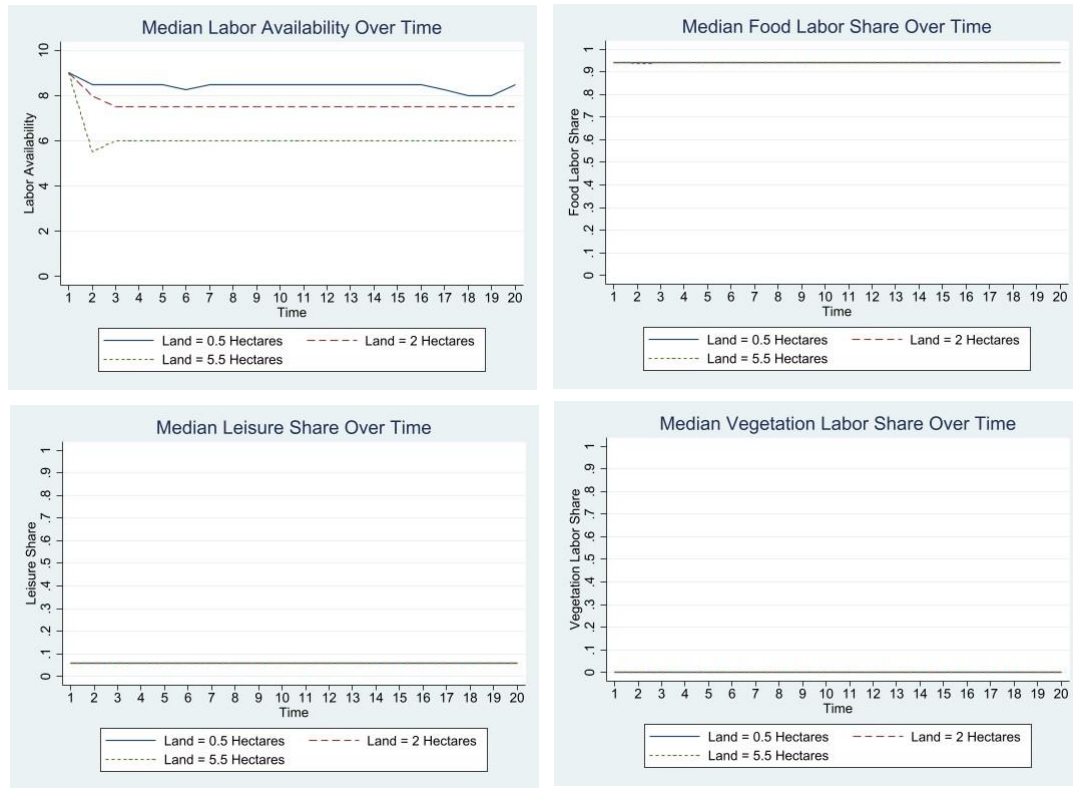 Median Labor Availability Over Time
Labor Availability
10
8
6
4
2
0
1 2 3 4 5 6 7 8 9 10 11 12 13 14 15 16 17 18 19 20
Time
Land = 0.5 Hectares Land = 2 Hectares
Land = 5.5 Hectares
Median Food Labor Share Over Time
Food Labor Share
1
.9
.8
.7
.6
.5
.4
.3
.2
.1
0
1 2 3 4 5 6 7 8 9 10 11 12 13 14 15 16 17 18 19 20
Time
Land = 0.5 Hectares Land = 2 Hectares
Land = 5.5 Hectares
Median Leisure Share Over Time
Leisure Share
1
.9
.8
.7
.6
.5
.4
.3
.2
.1
0
1 2 3 4 5 6 7 8 9 10 11 12 13 14 15 16 17 18 19 20
Time
Land = 0.5 Hectares Land = 2 Hectares
Land = 5.5 Hectares
Median Vegetation Labor Share Over Time
Vegetation Labor Share
1
.9
.8
.7
.6
.5
.4
.3
.2
.1
0
1 2 3 4 5 6 7 8 9 10 11 12 13 14 15 16 17 18 19 20
Time
Land = 0.5 Hectares Land = 2 Hectares
Land = 5.5 Hectares